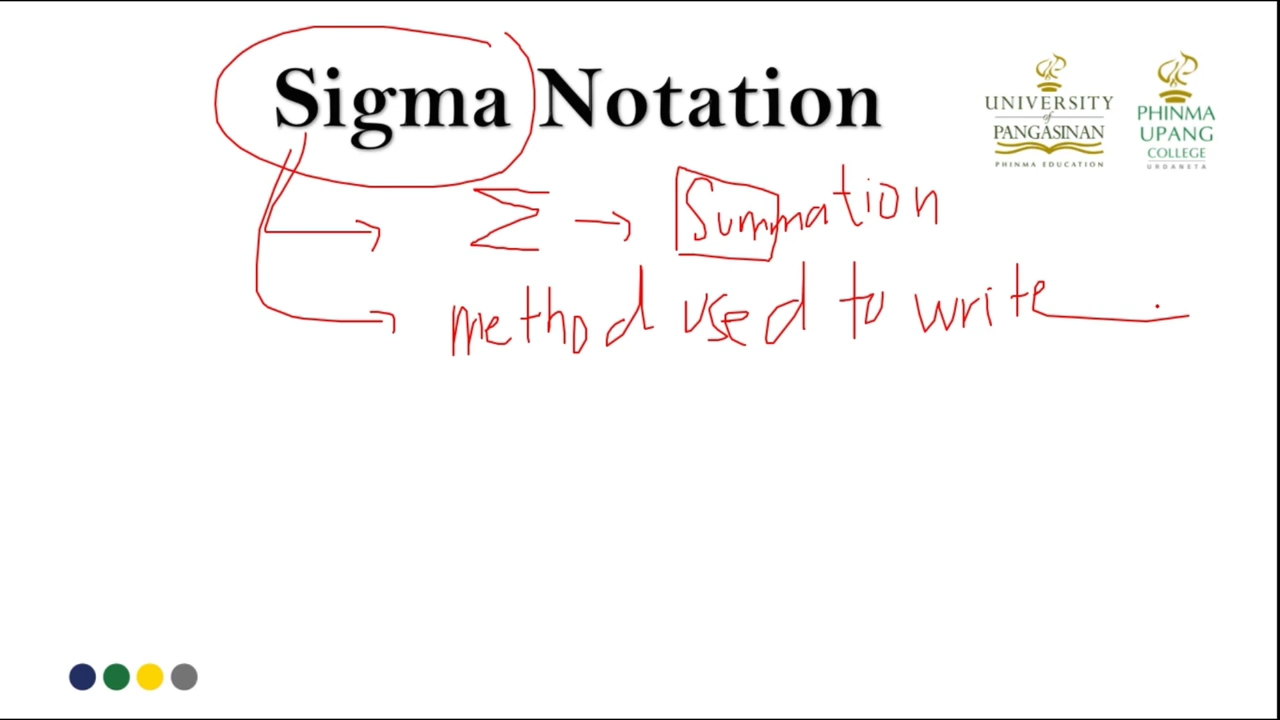 Sigma Notation
UNIVERSITY
of
PANGASINAN
PHINMA EDUCATION
PHINMA
UPANG
COLLEGE
URDANETA
Σ → Summation
method used to write